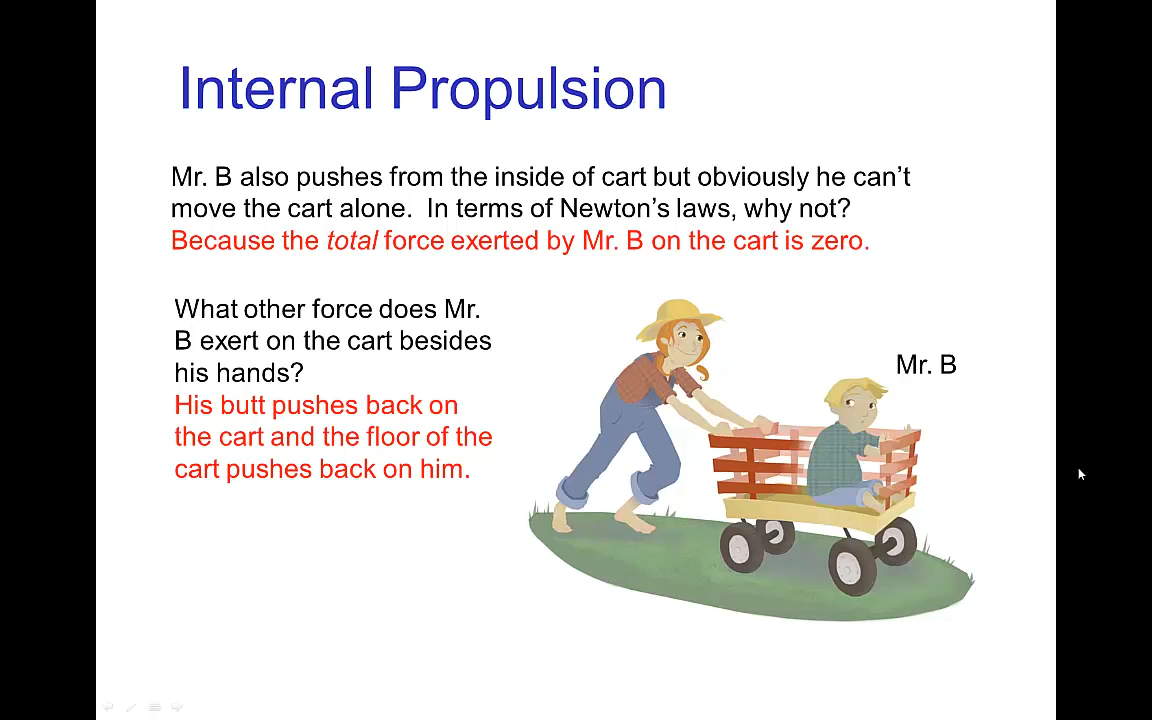 Internal Propulsion
Mr. B also pushes from the inside of cart but obviously he can’t
move the cart alone.  In terms of Newton’s laws, why not?
Because the total force exerted by Mr. B on the cart is zero.
What other force does Mr.
B exert on the cart besides
his hands?
His butt pushes back on
the cart and the floor of the
cart pushes back on him.
Mr. B